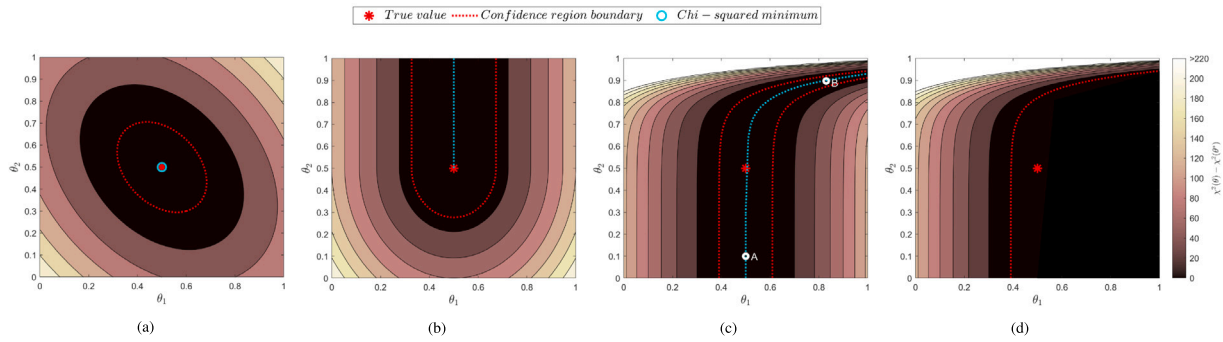 True value Confidence region boundary Chi − squared minimum
1
0.9
0.8
0.7
0.6
0.5
0.4
0.3
0.2
0.1
0
θ2
0 0.2 0.4 0.6 0.8 1
θ1
(a)
1
0.9
0.8
0.7
0.6
0.5
0.4
0.3
0.2
0.1
0
θ2
0 0.2 0.4 0.6 0.8 1
θ1
(b)
1
0.9
0.8
0.7
0.6
0.5
0.4
0.3
0.2
0.1
0
θ2
B
A
0 0.2 0.4 0.6 0.8 1
θ1
(c)
1
0.9
0.8
0.7
0.6
0.5
0.4
0.3
0.2
0.1
0
θ2
0 0.2 0.4 0.6 0.8 1
θ1
(d)
>220
200
180
160
140
120
100
80
60
40
20
0